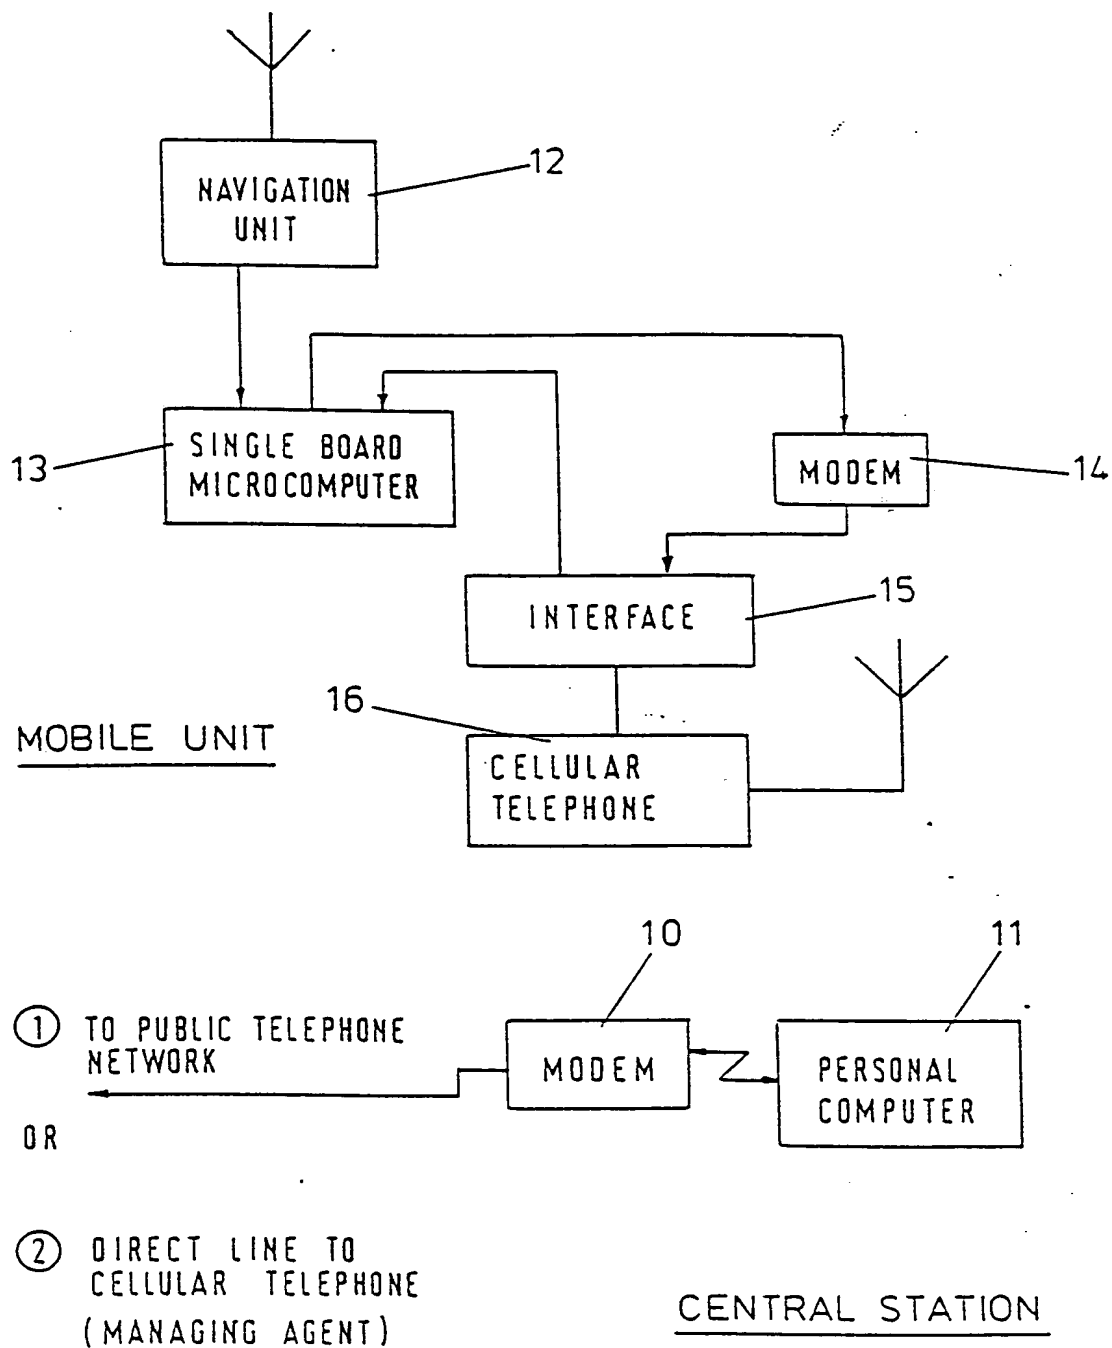 12
NAVIGATION
UNIT
13
SINGLE BOARD
MICROCOMPUTER
MODEM
14
INTERFACE
15
16
MOBILE UNIT
CELLULAR
TELEPHONE
10
11
1 TO PUBLIC TELEPHONE
NETWORK
MODEM
PERSONAL
COMPUTER
OR
2 DIRECT LINE TO
CELLULAR TELEPHONE
(MANAGING AGENT)
CENTRAL STATION